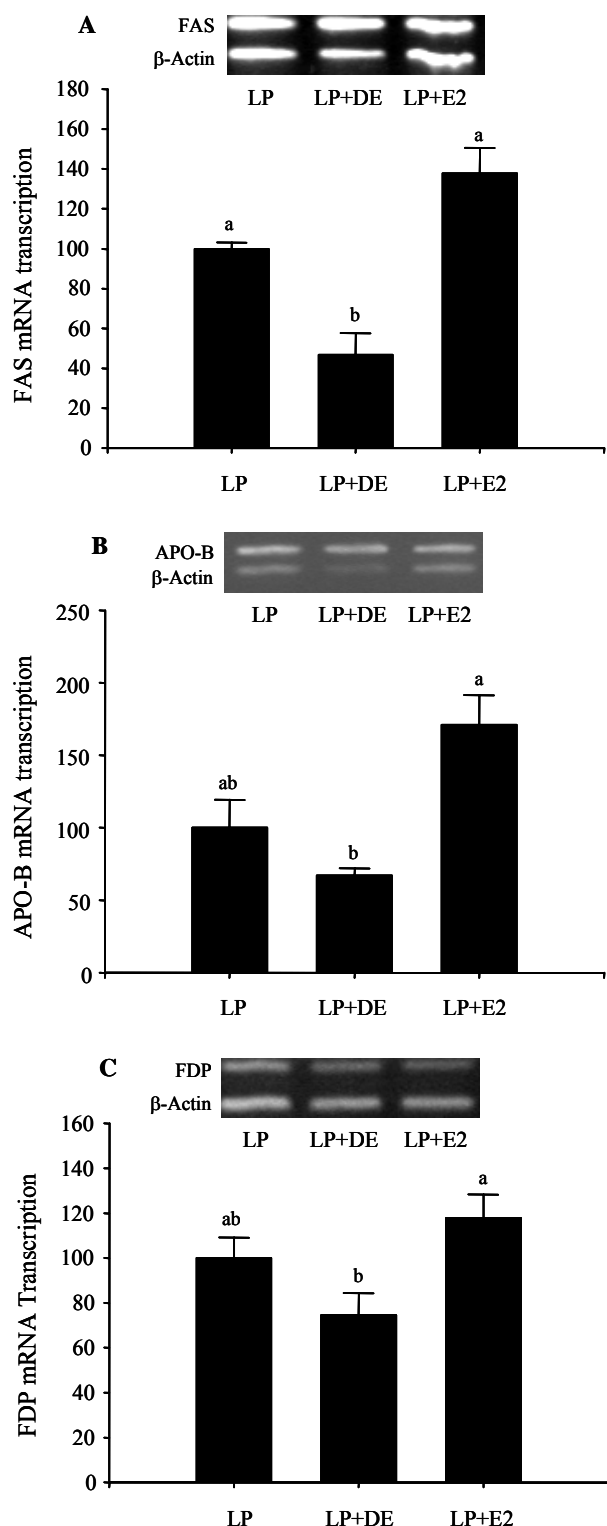 A
FAS
β-Actin
LP LP+DE LP+E2
FAS mRNA transcription
180
160
140
120
100
80
60
40
20
0
a
b
a
LP LP+DE LP+E2
B
APO-B
β-Actin
LP LP+DE LP+E2
APO-B mRNA transcription
250
200
150
100
50
0
ab
b
a
LP LP+DE LP+E2
C
FDP
β-Actin
LP LP+DE LP+E2
FDP mRNA Transcription
160
140
120
100
80
60
40
20
0
ab
b
a
LP LP+DE LP+E2